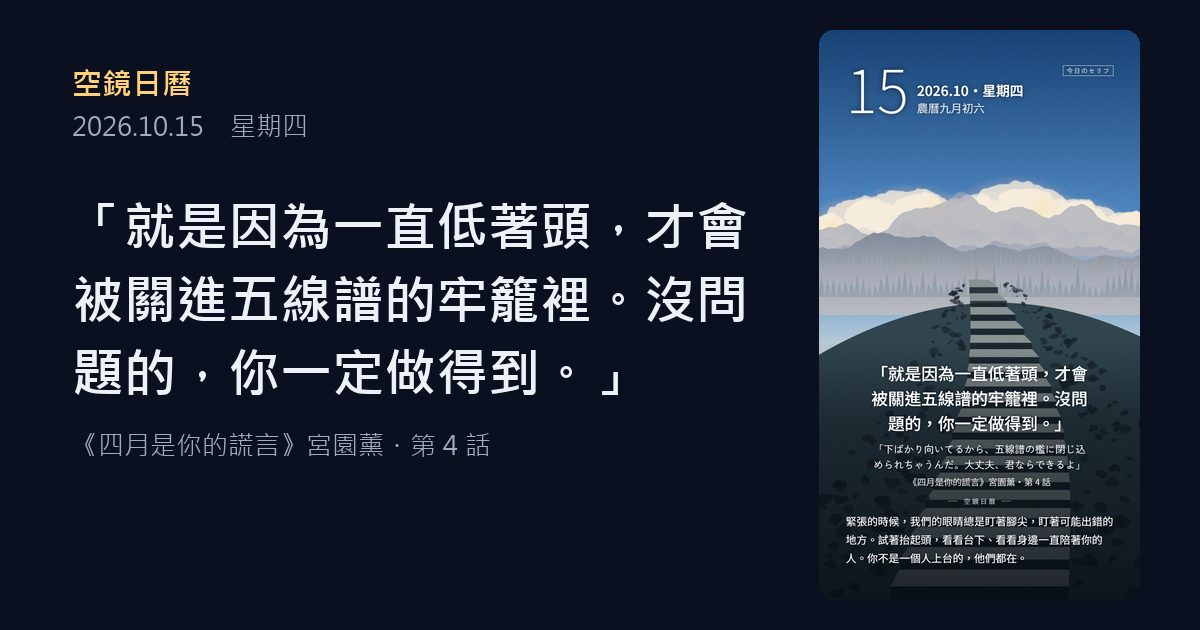 空鏡日曆
2026.10.15 星期四
「就是因為一直低著頭，才會
被關進五線譜的牢籠裡。沒問
題的，你一定做得到。」
《四月是你的謊言》宮園薰．第 4 話
15
2026.10・星期四
農曆九月初六
今日のセリフ
「就是因為一直低著頭，才會
被關進五線譜的牢籠裡。沒問
題的，你一定做得到。」
「下ばかり向いてるから、五線譜の檻に閉じ込
められちゃうんだ。大丈夫、君ならできるよ」
《四月是你的謊言》宮園薰・第 4 話
空鏡日曆
緊張的時候，我們的眼睛總是盯著腳尖，盯著可能出錯的
地方。試著抬起頭，看看台下、看看身邊一直陪著你的
人。你不是一個人上台的，他們都在。